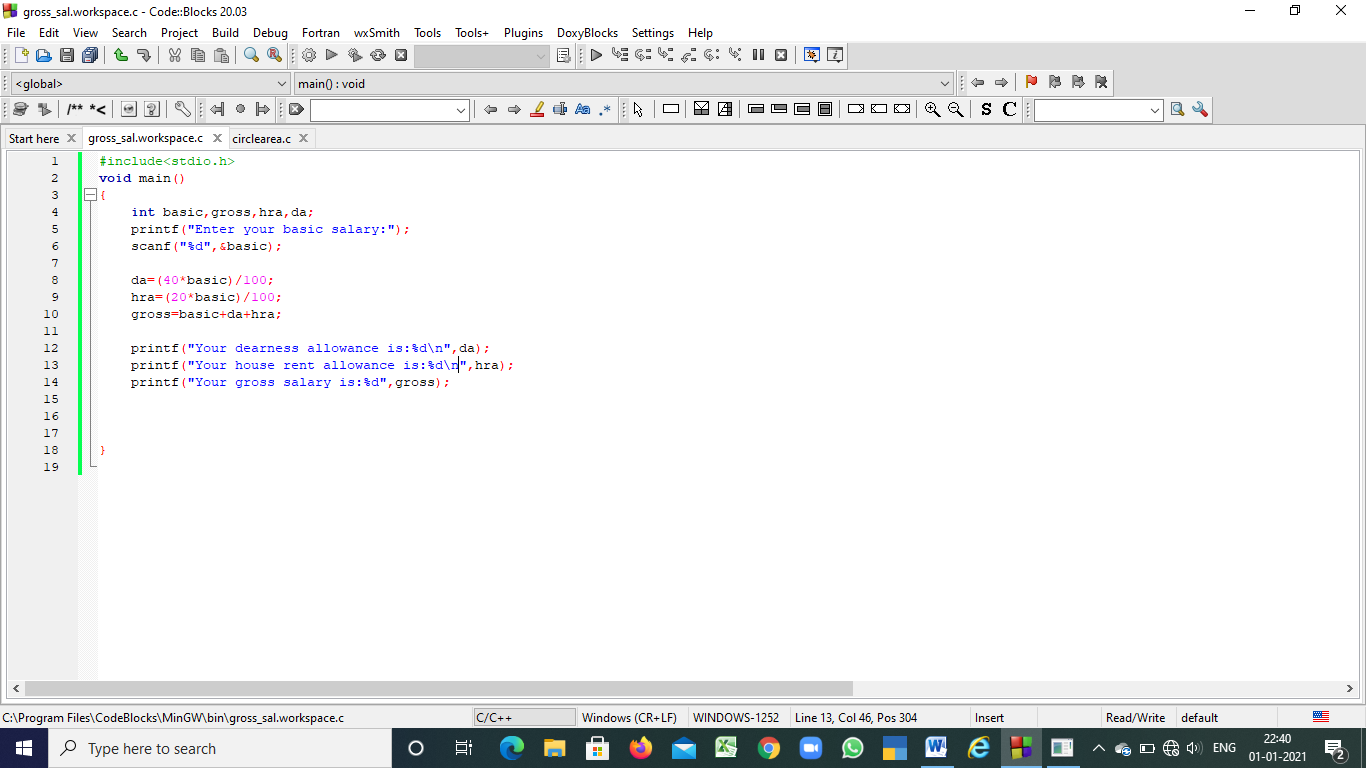 gross_sal.workspace.c - Code::Blocks 20.03
File Edit View Search Project Build Debug Fortran wxSmith Tools Tools+ Plugins DoxyBlocks Settings Help
<global> main() : void
/** *< Aa .* S C
Start here gross_sal.workspace.c circlearea.c
1 #include<stdio.h>
2 void main()
3 {
4 int basic,gross,hra,da;
5 printf("Enter your basic salary:");
6 scanf("%d",&basic);
7
8 da=(40*basic)/100;
9 hra=(20*basic)/100;
10 gross=basic+da+hra;
11
12 printf("Your dearness allowance is:%d\n",da);
13 printf("Your house rent allowance is:%d\n",hra);
14 printf("Your gross salary is:%d",gross);
15
16
17
18 }
19
C:\Program Files\CodeBlocks\MinGW\bin\gross_sal.workspace.c C/C++ Windows (CR+LF) WINDOWS-1252 Line 13, Col 46, Pos 304 Insert Read/Write default
Type here to search ENG 22:40
01-01-2021 2